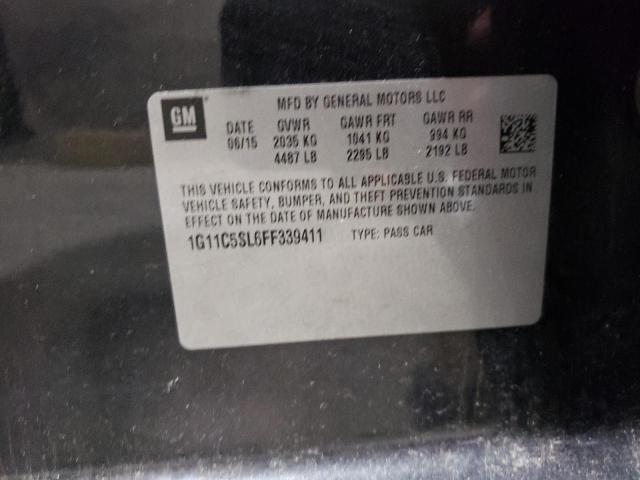 GM
MFD BY GENERAL MOTORS LLC
DATE GVWR GAWR FRT GAWR RR
06/15 2035 KG 1041 KG 994 KG
4487 LB 2295 LB 2192 LB
THIS VEHICLE CONFORMS TO ALL APPLICABLE U.S. FEDERAL MOTOR
VEHICLE SAFETY, BUMPER, AND THEFT PREVENTION STANDARDS IN
EFFECT ON THE DATE OF MANUFACTURE SHOWN ABOVE.
1G11C5SL6FF339411 TYPE: PASS CAR